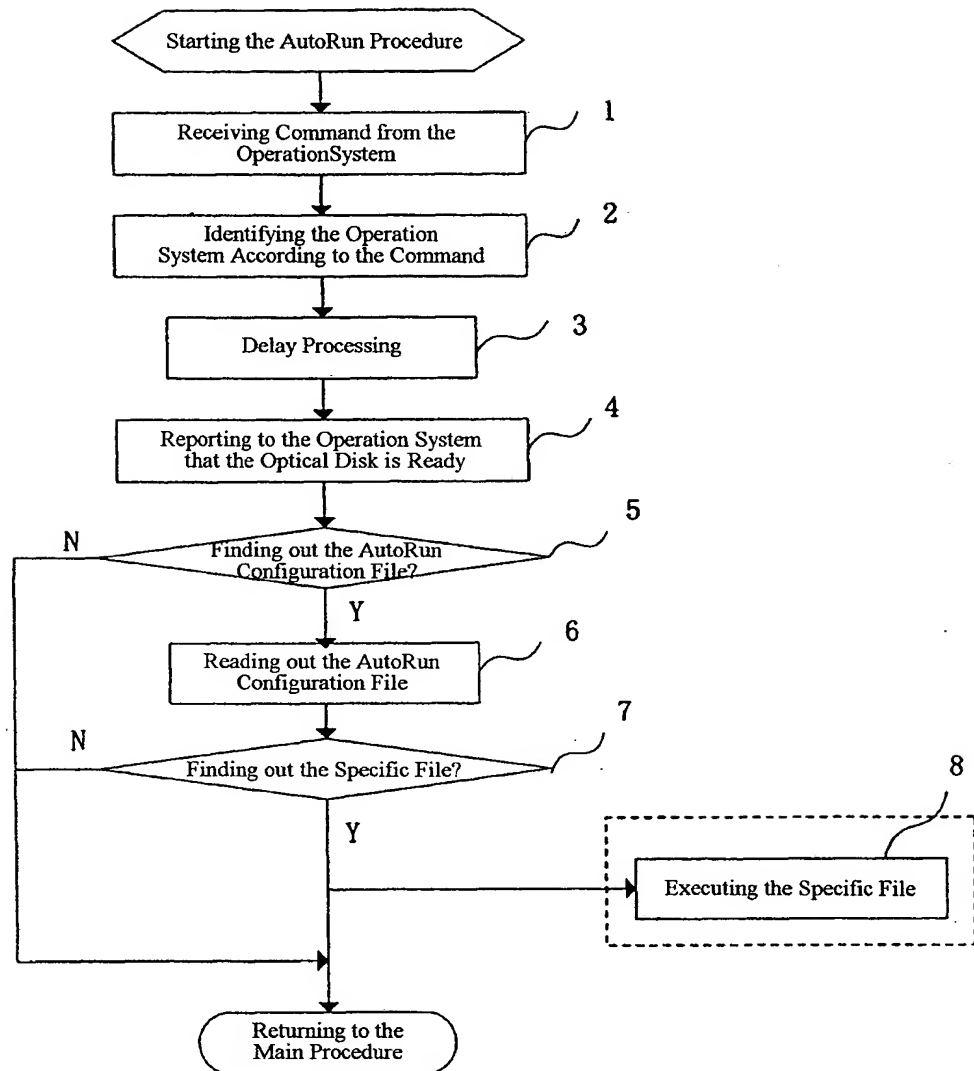 Starting the AutoRun Procedure
1
Receiving Command from the
OperationSystem
2
Identifying the Operation
System According to the Command
3
Delay Processing
4
Reporting to the Operation System
that the Optical Disk is Ready
5
N
Finding out the AutoRun
Configuration File?
Y
6
Reading out the AutoRun
Configuration File
7
N
Finding out the Specific File?
Y
8
Executing the Specific File
Returning to the
Main Procedure